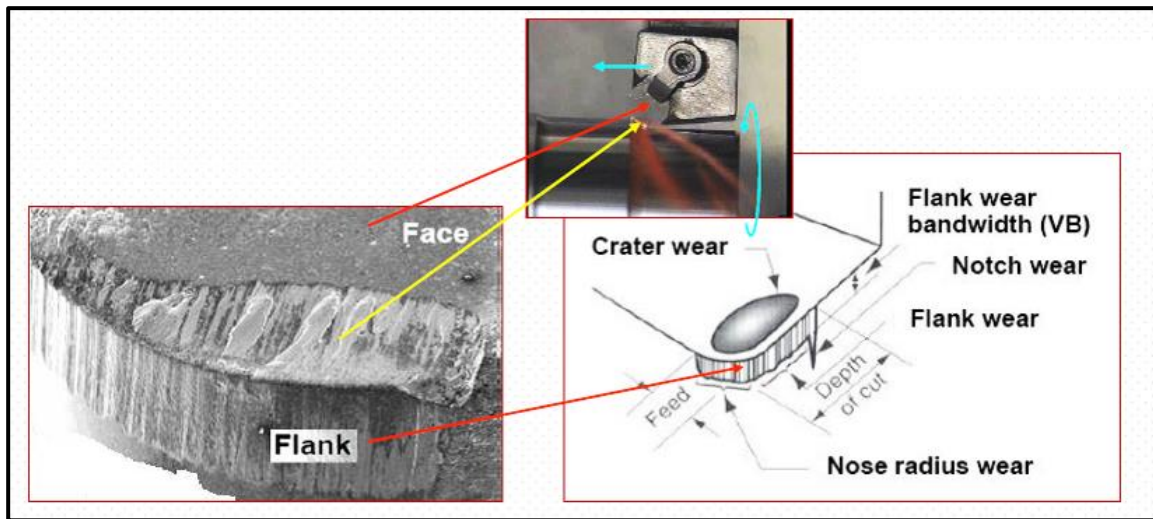 Face
Flank
Crater wear
Flank wear
bandwidth (VB)
Notch wear
Flank wear
Feed
Depth
of cut
Nose radius wear